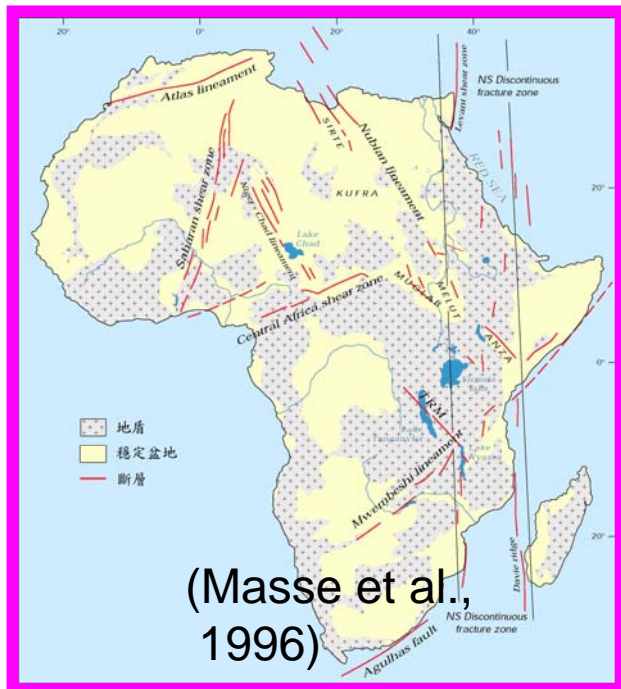 20°
0°
20°
40°
Atlas lineament
Levant shear zone
NS Discontinuous
fracture zone
SIRTE
Nubian lineament
RED SEA
20°
KUFRA
Saharan shear zone
Chad lineament
Lake
Chad
Central Africa shear zone
MUGLAB
MELUT
ANZA
0°
TRM
地盾
穩定盆地
斷層
Mwembeshi lineament
20°
Davie ridge
(Masse et al.,
1996)
NS Discontinuous
fracture zone
Agulhas fault